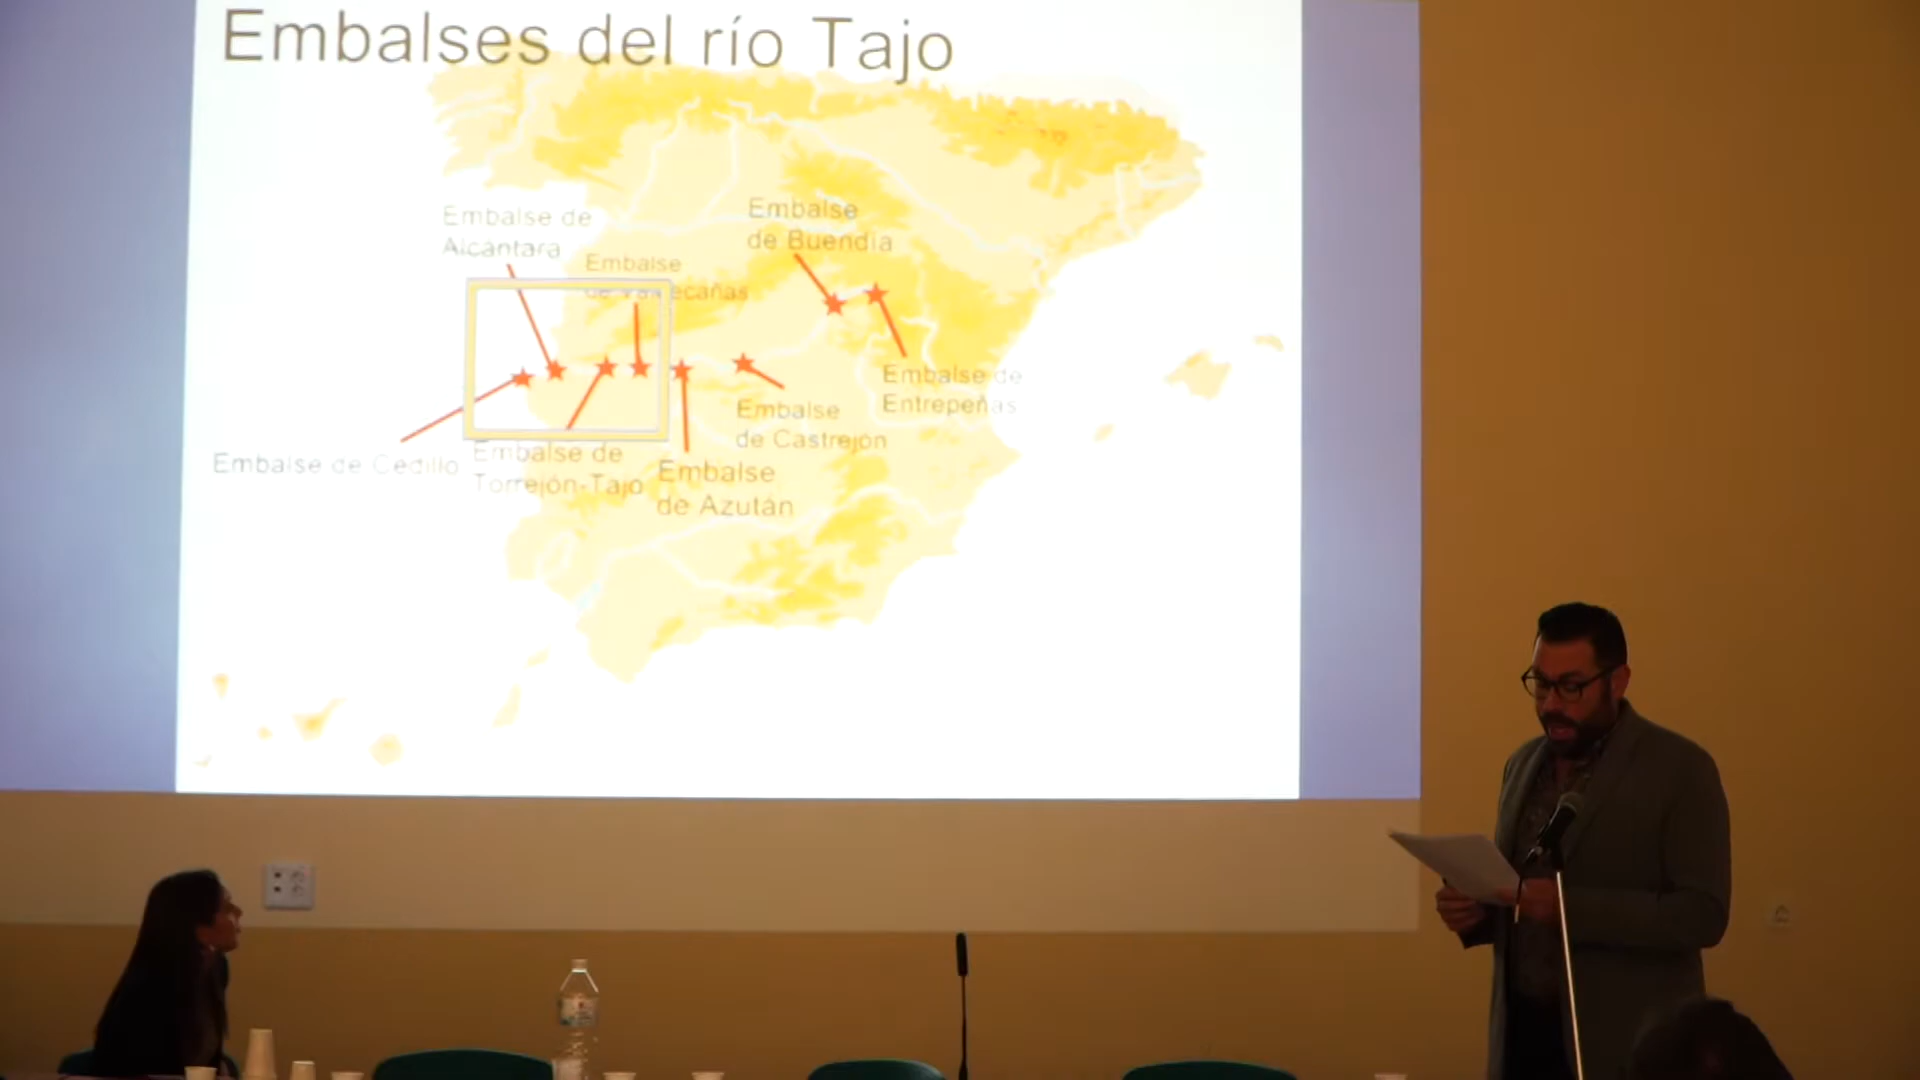 Embalses del río Tajo
Embalse de
Alcántara
Embalse
de Buendía
Embalse
de
Embalse de
Entrepeñas
Embalse
de Castrejón
Embalse de Cedillo
Embalse de
Torrejón-Tajo
Embalse
de Azután